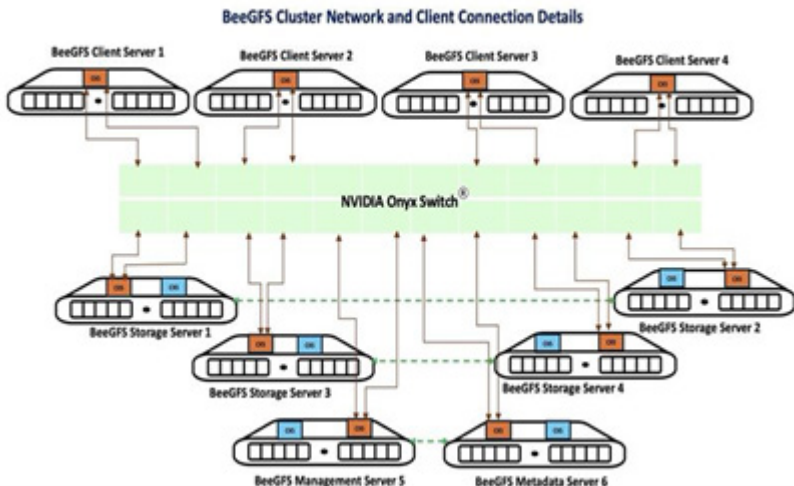 BeeGFS Cluster Network and Client Connection Details
BeeGFS Client Server 1
BeeGFS Client Server 2
BeeGFS Client Server 3
BeeGFS Client Server 4
NVIDIA Onyx Switch®
BeeGFS Storage Server 1
BeeGFS Storage Server 2
BeeGFS Storage Server 3
BeeGFS Storage Server 4
BeeGFS Management Server 5
BeeGFS Metadata Server 6